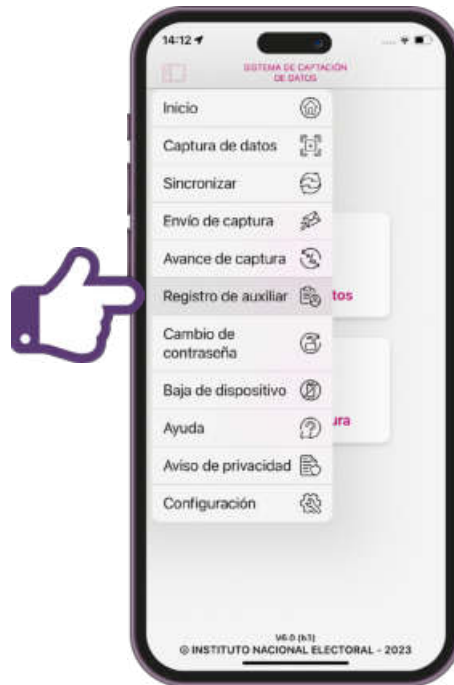 14:12
SISTEMA DE CAPTACIÓN
DE DATOS
Inicio
Captura de datos
Sincronizar
Envío de captura
Avance de captura
Registro de auxiliar
tos
Cambio de
contraseña
Baja de dispositivo
Ayuda
ura
Aviso de privacidad
Configuración
V6.0 (b3)
© INSTITUTO NACIONAL ELECTORAL - 2023